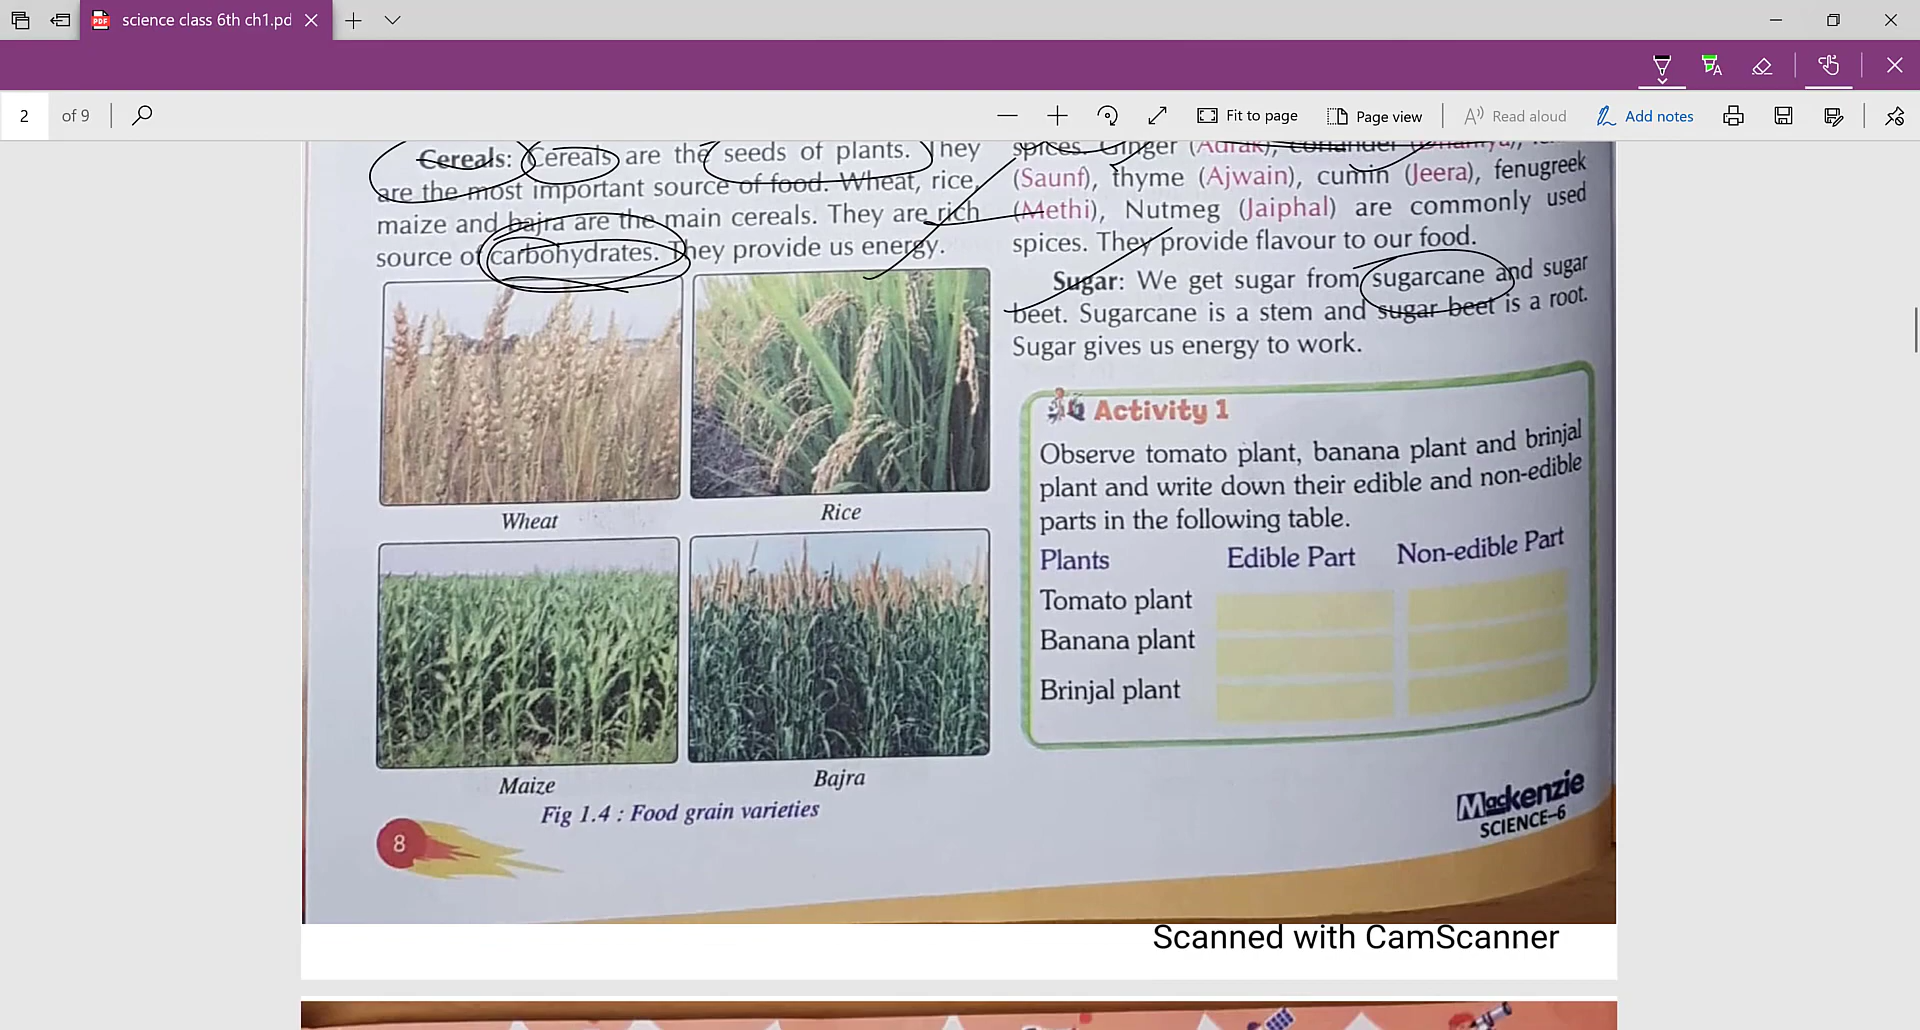 science class 6th ch1.pd
2 of 9
Fit to page
Page view
Read aloud
Add notes
Cereals: Cereals are the seeds of plants. They
are the most important source of food. Wheat, rice,
maize and bajra are the main cereals. They are rich
source of carbohydrates. They provide us energy.
Wheat
Rice
Maize
Bajra
Fig 1.4 : Food grain varieties
8
spices. Ginger (Adrak), coriander (Dhaniya),
(Saunf), thyme (Ajwain), cumin (Jeera), fenugreek
(Methi), Nutmeg (Jaiphal) are commonly used
spices. They provide flavour to our food.
Sugar: We get sugar from sugarcane and sugar
beet. Sugarcane is a stem and sugar beet is a root.
Sugar gives us energy to work.
Activity 1
Observe tomato plant, banana plant and brinjal
plant and write down their edible and non-edible
parts in the following table.
Plants Edible Part Non-edible Part
Tomato plant
Banana plant
Brinjal plant
Mackenzie
SCIENCE-6
Scanned with CamScanner